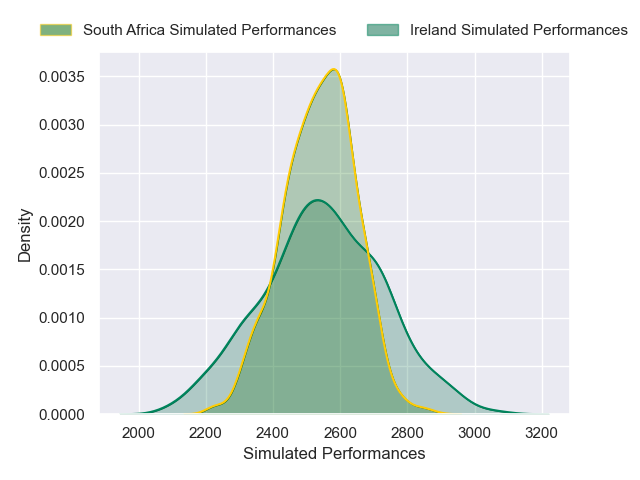 South Africa Simulated Performances
Ireland Simulated Performances
0.0035
0.0030
0.0025
0.0020
0.0015
0.0010
0.0005
0.0000
Density
2000 2200 2400 2600 2800 3000 3200
Simulated Performances